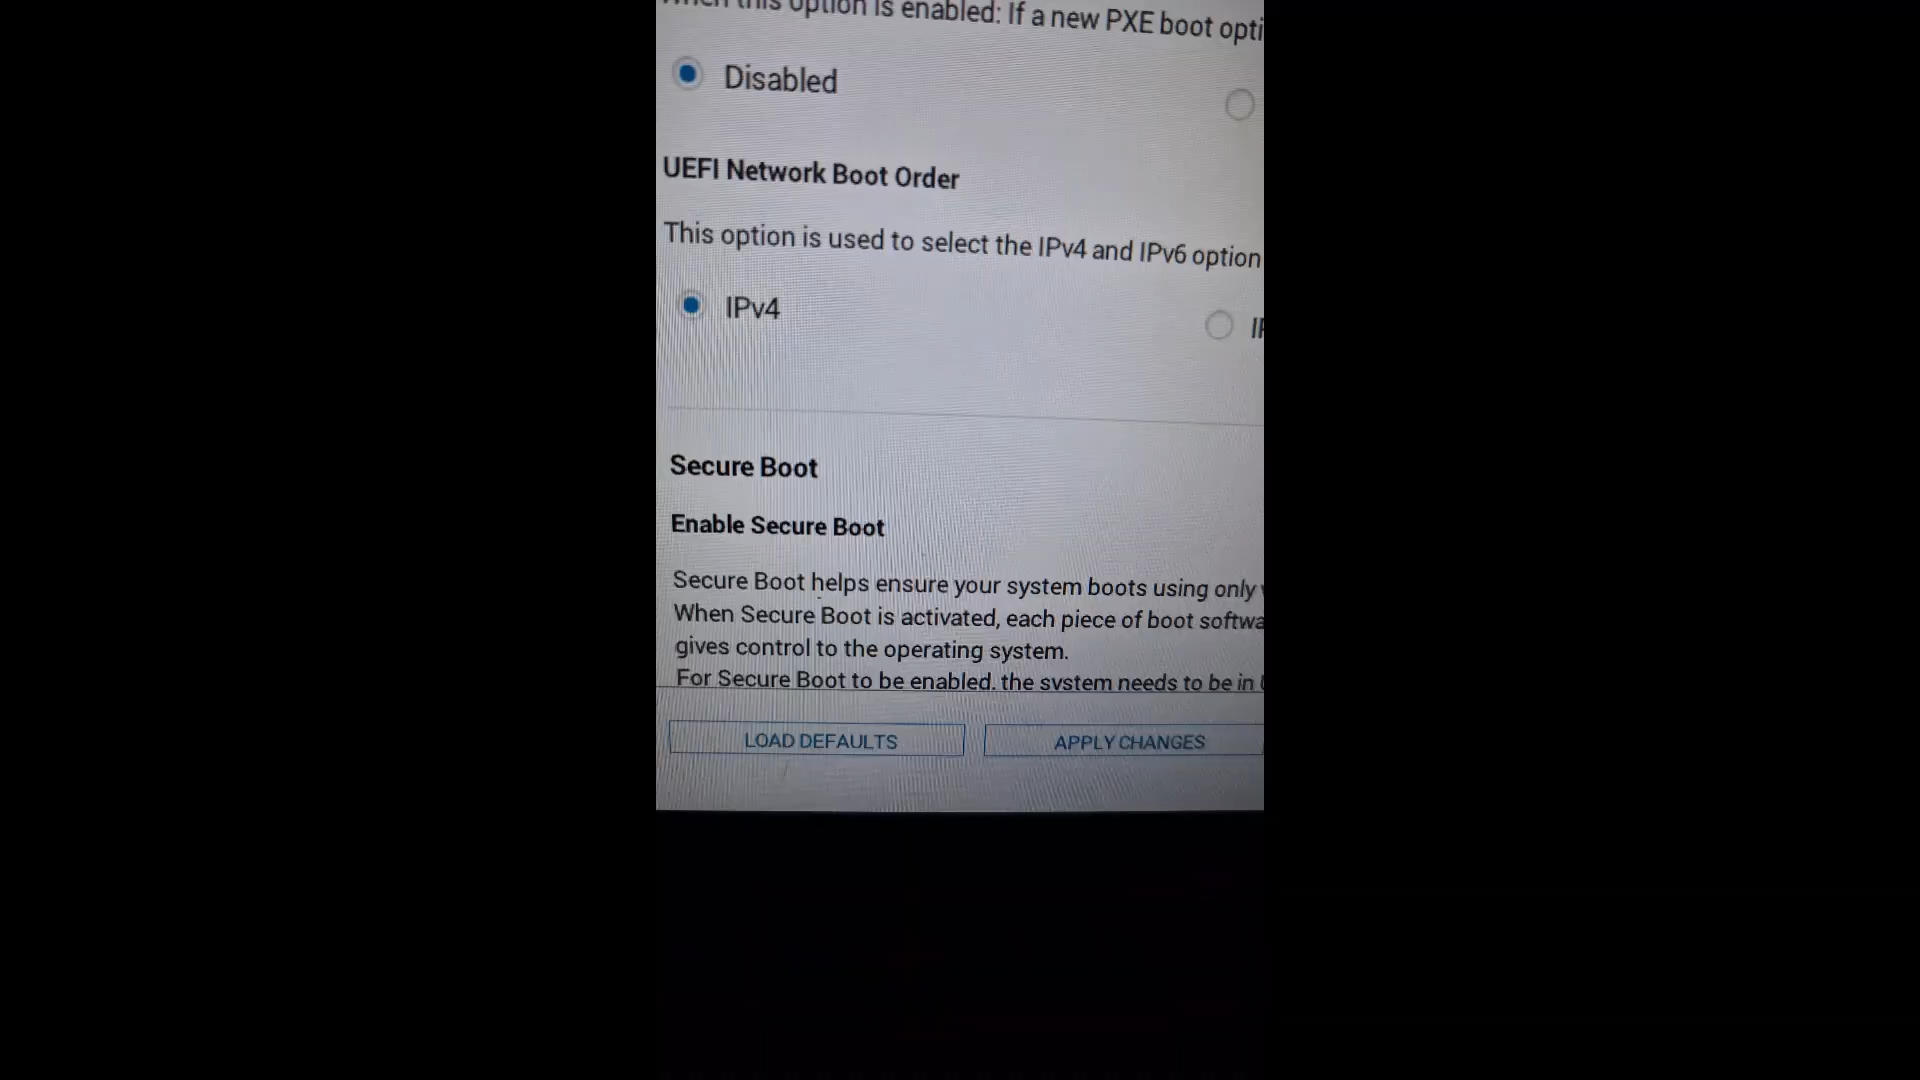 this option is enabled: If a new PXE boot opti
Disabled
UEFI Network Boot Order
This option is used to select the IPv4 and IPv6 option
IPv4
Secure Boot
Enable Secure Boot
Secure Boot helps ensure your system boots using only
When Secure Boot is activated, each piece of boot softwa
gives control to the operating system.
For Secure Boot to be enabled, the system needs to be in
LOAD DEFAULTS
APPLY CHANGES